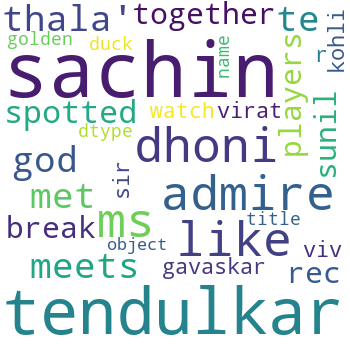 thala' together te
golden duck name kohli
sachin
spotted watch virat r players sunil
dtype dhoni
god sir admire
met ms like title
break object viv
meets gavaskar rec
tendulkar